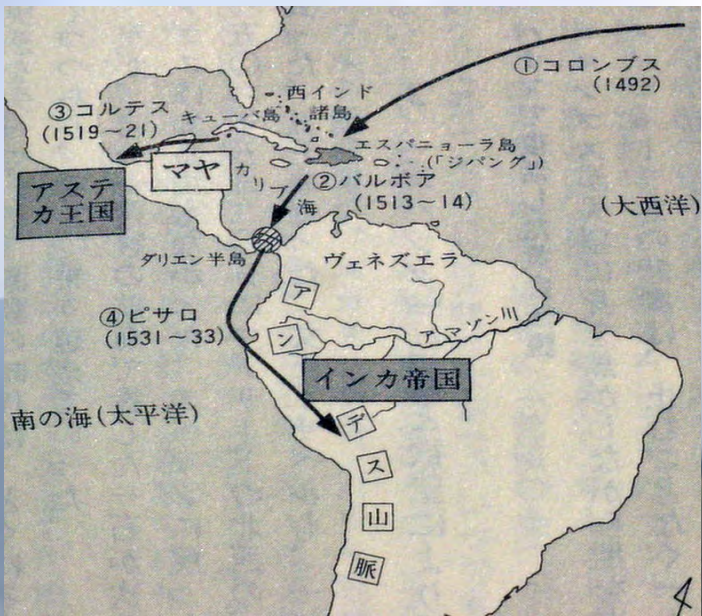 ①コロンブス
(1492)
西インド
諸島
③コルテス
(1519～21)
キューバ島
エスパニョーラ島
(「ジパング」)
マヤ
カリブ海
②バルボア
(1513～14)
アステ
カ王国
(大西洋)
ダリエン半島
ヴェネズエラ
④ピサロ
(1531～33)
アマゾン川
インカ帝国
南の海(太平洋)
アンデス山脈
4